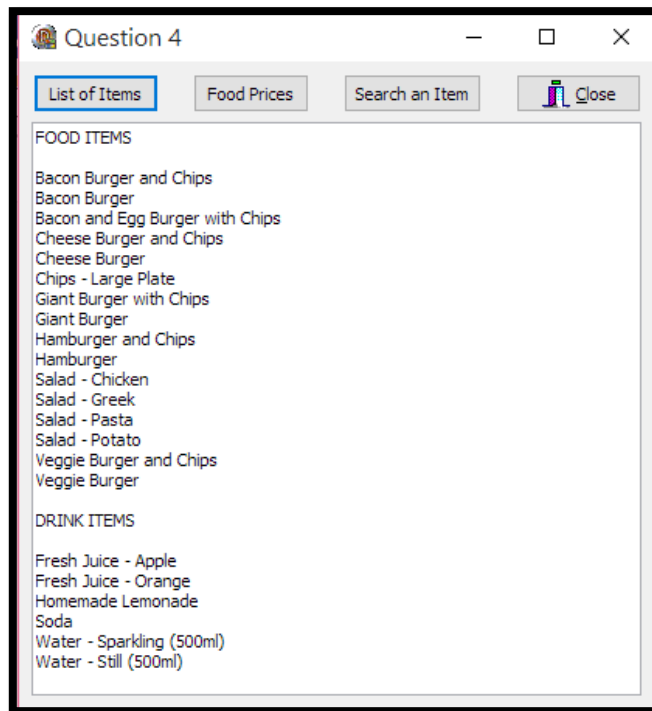 Question 4
List of Items Food Prices Search an Item Close
FOOD ITEMS
Bacon Burger and Chips
Bacon Burger
Bacon and Egg Burger with Chips
Cheese Burger and Chips
Cheese Burger
Chips - Large Plate
Giant Burger with Chips
Giant Burger
Hamburger and Chips
Hamburger
Salad - Chicken
Salad - Greek
Salad - Pasta
Salad - Potato
Veggie Burger and Chips
Veggie Burger
DRINK ITEMS
Fresh Juice - Apple
Fresh Juice - Orange
Homemade Lemonade
Soda
Water - Sparkling (500ml)
Water - Still (500ml)